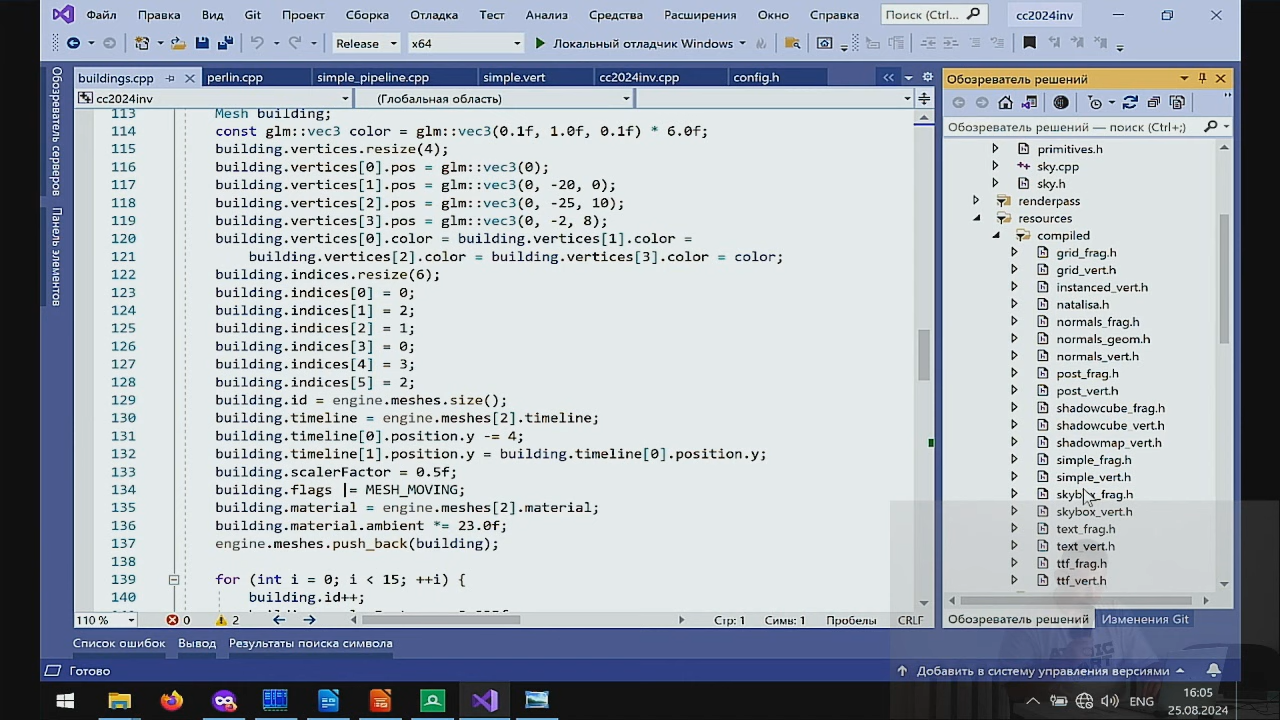 Файл Правка Вид Git Проект Сборка Отладка Тест Анализ Средства Расширения Окно Справка Поиск (Ctrl... cc2024inv
Release x64 Локальный отладчик Windows
buildings.cpp perlin.cpp simple_pipeline.cpp simple.vert cc2024inv.cpp config.h
cc2024inv (Глобальная область)
Обозреватель серверов
Панель элементов
113 Mesh building;
114 const glm::vec3 color = glm::vec3(0.1f, 1.0f, 0.1f) * 6.0f;
115 building.vertices.resize(4);
116 building.vertices[0].pos = glm::vec3(0);
117 building.vertices[1].pos = glm::vec3(0, -20, 0);
118 building.vertices[2].pos = glm::vec3(0, -25, 10);
119 building.vertices[3].pos = glm::vec3(0, -2, 8);
120 building.vertices[0].color = building.vertices[1].color =
121 building.vertices[2].color = building.vertices[3].color = color;
122 building.indices.resize(6);
123 building.indices[0] = 0;
124 building.indices[1] = 2;
125 building.indices[2] = 1;
126 building.indices[3] = 0;
127 building.indices[4] = 3;
128 building.indices[5] = 2;
129 building.id = engine.meshes.size();
130 building.timeline = engine.meshes[2].timeline;
131 building.timeline[0].position.y -= 4;
132 building.timeline[1].position.y = building.timeline[0].position.y;
133 building.scalerFactor = 0.5f;
134 building.flags |= MESH_MOVING;
135 building.material = engine.meshes[2].material;
136 building.material.ambient *= 23.0f;
137 engine.meshes.push_back(building);
138
139 for (int i = 0; i < 15; ++i) {
140 building.id++;
110 % 0 2 Стр: 1 Симв: 1 Пробелы CRLF
Обозреватель решений
Обозреватель решений — поиск (Ctrl+;)
primitives.h
sky.cpp
sky.h
renderpass
resources
compiled
grid_frag.h
grid_vert.h
instanced_vert.h
natalisa.h
normals_frag.h
normals_geom.h
normals_vert.h
post_frag.h
post_vert.h
shadowcube_frag.h
shadowcube_vert.h
shadowmap_vert.h
simple_frag.h
simple_vert.h
skybox_frag.h
skybox_vert.h
text_frag.h
text_vert.h
ttf_frag.h
ttf_vert.h
Обозреватель решений Изменения Git
Список ошибок Вывод Результаты поиска символа
Готово Добавить в систему управления версиями
ENG 16:05
25.08.2024